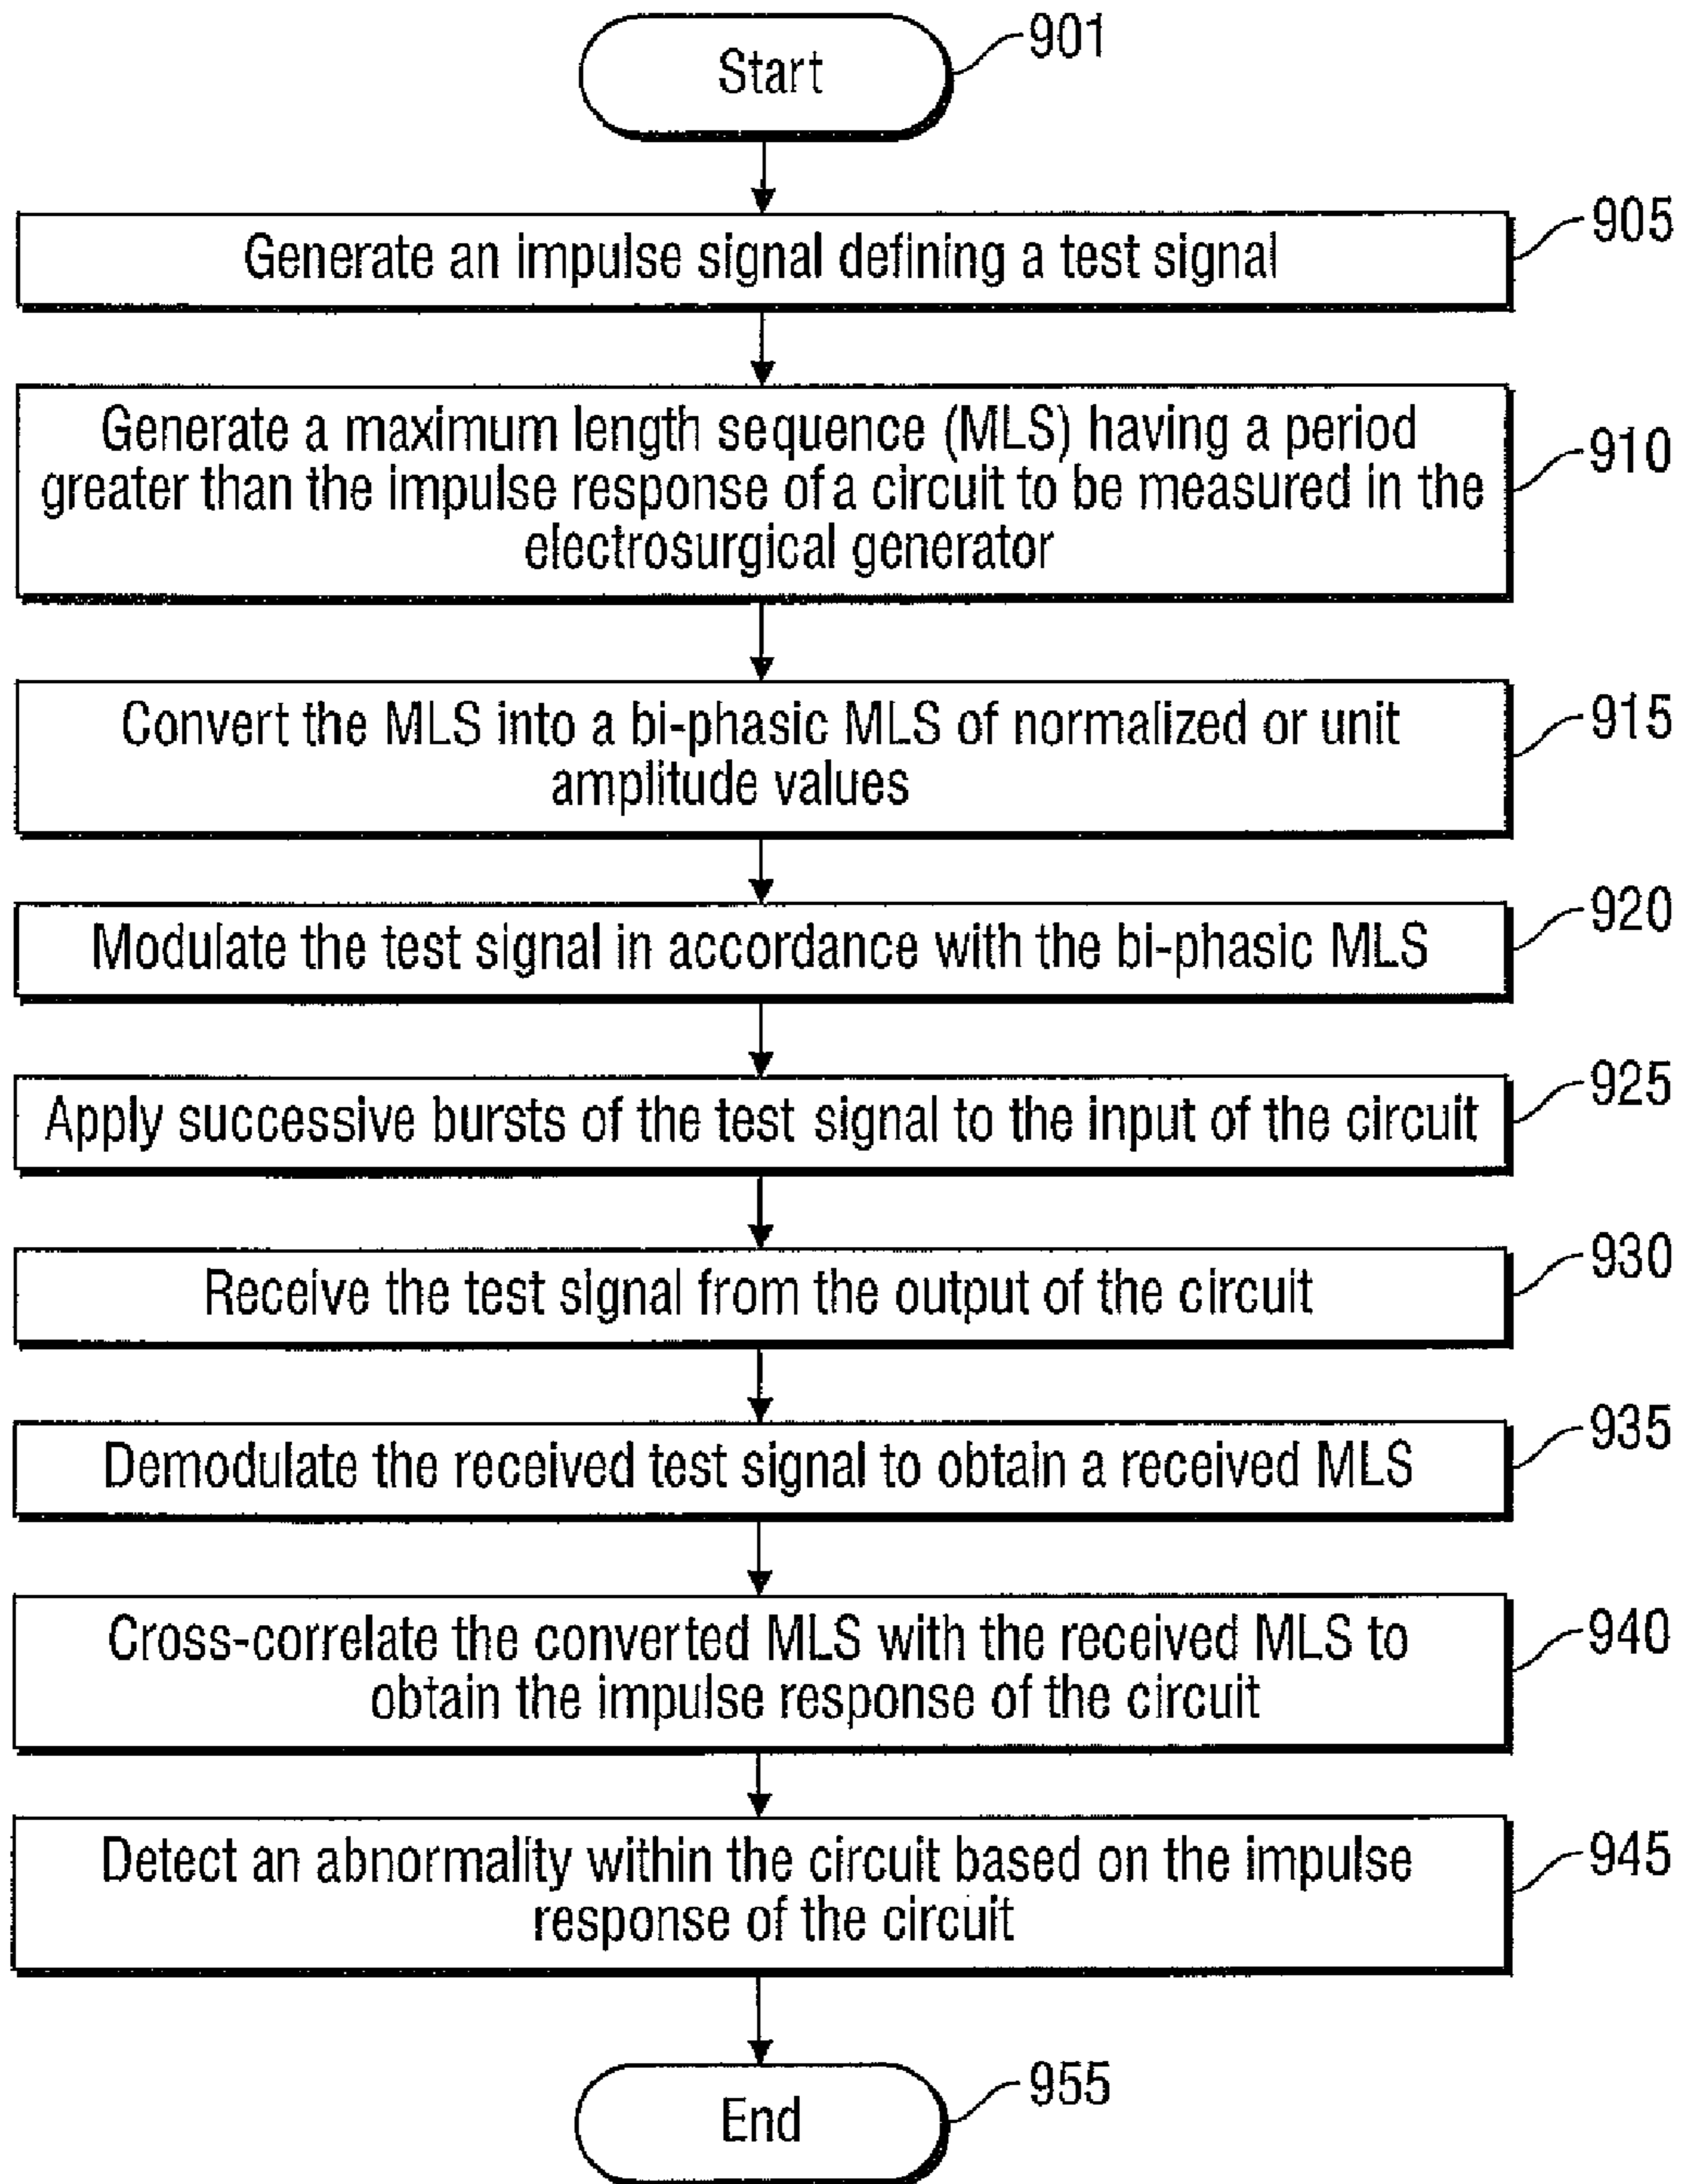 Start
901
Generate an impulse signal defining a test signal
905
Generate a maximum length sequence (MLS) having a period
greater than the impulse response of a circuit to be measured in the
electrosurgical generator
910
Convert the MLS into a bi-phasic MLS of normalized or unit
amplitude values
915
Modulate the test signal in accordance with the bi-phasic MLS
920
Apply successive bursts of the test signal to the input of the circuit
925
Receive the test signal from the output of the circuit
930
Demodulate the received test signal to obtain a received MLS
935
Cross-correlate the converted MLS with the received MLS to
obtain the impulse response of the circuit
940
Detect an abnormality within the circuit based on the impulse
response of the circuit
945
End
955